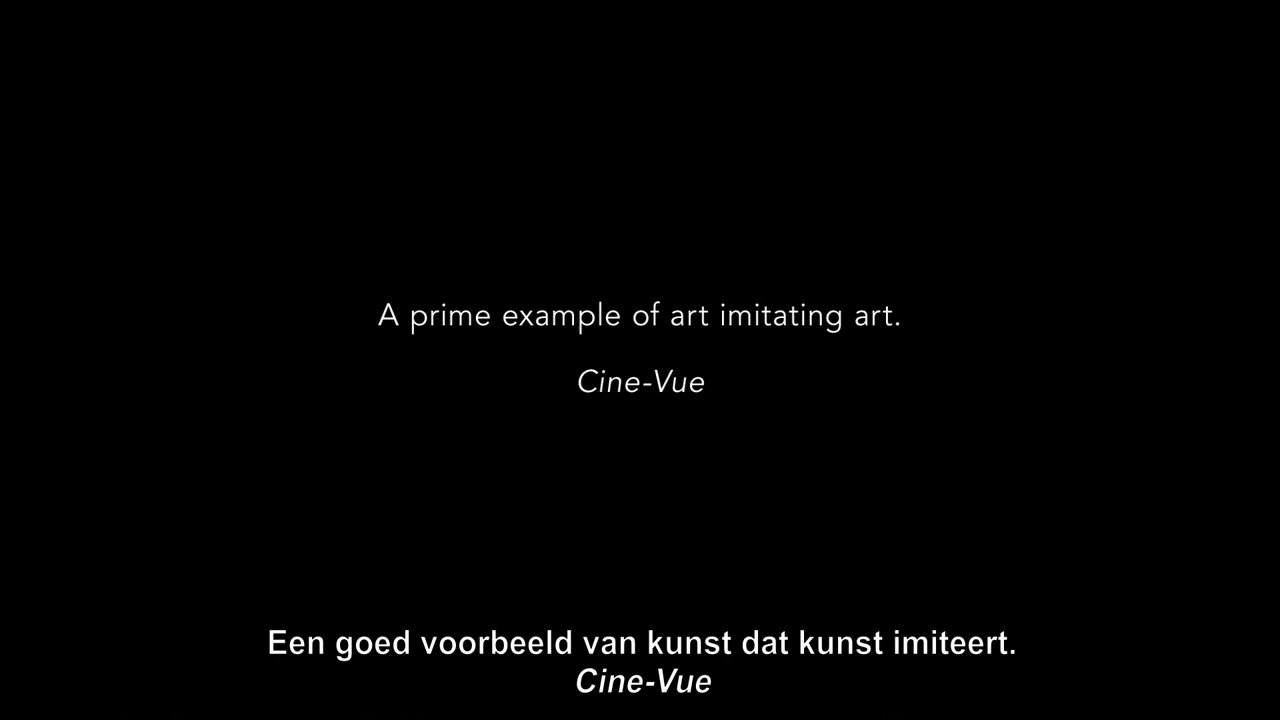 A prime example of art imitating art.
Cine-Vue
Een goed voorbeeld van kunst dat kunst imiteert.
Cine-Vue